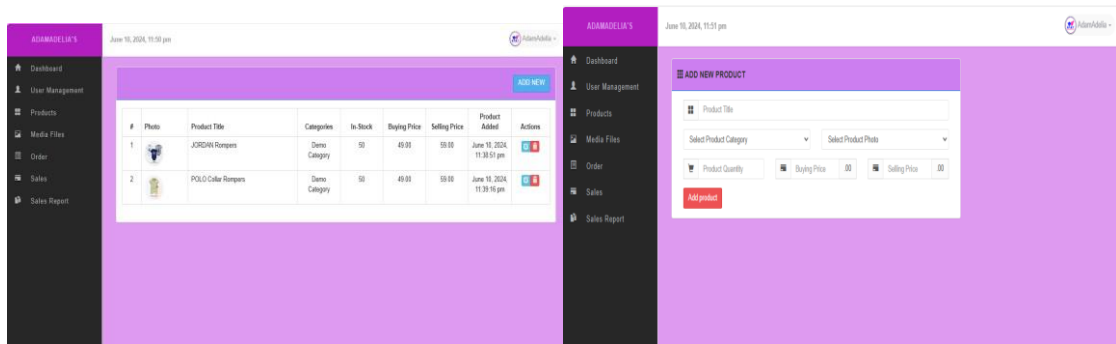 ADAMADELIA'S
June 10, 2024, 11:50 pm
AdamAdelia
Dashboard
User Management
Products
Media Files
Order
Sales
Sales Report
ADD NEW
# Photo Product Title Categories In-Stock Buying Price Selling Price Product Added Actions
1 JORDAN Rompers Demo Category 50 49.00 59.00 June 10, 2024, 11:38:51 pm
2 POLO Collar Rompers Demo Category 50 49.00 59.00 June 10, 2024, 11:39:16 pm
ADAMADELIA'S
June 10, 2024, 11:51 pm
AdamAdelia
Dashboard
User Management
Products
Media Files
Order
Sales
Sales Report
ADD NEW PRODUCT
Product Title
Select Product Category Select Product Photo
Product Quantity Buying Price .00 Selling Price .00
Add product